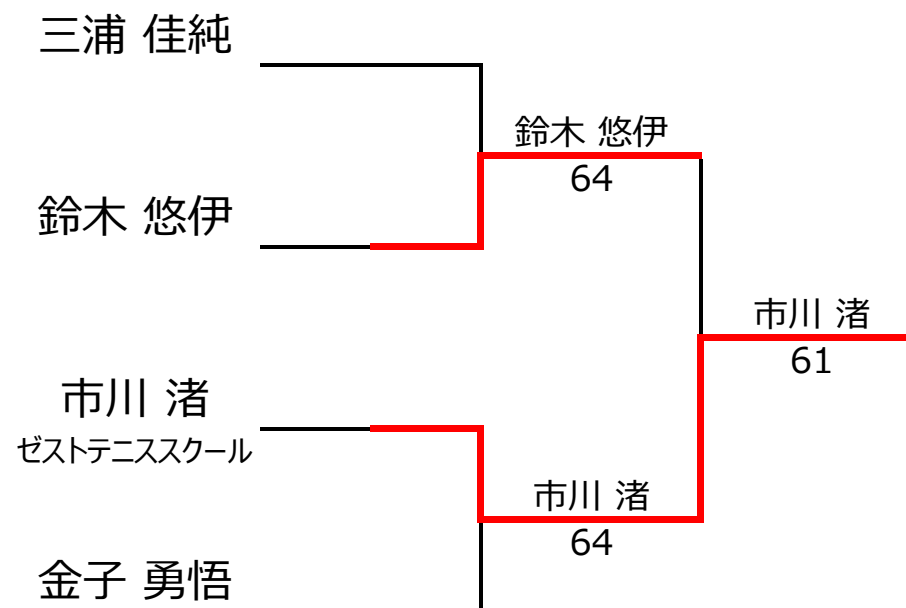 三浦 佳純
鈴木 悠伊
64
鈴木 悠伊
市川 渚
61
市川 渚
ゼストテニススクール
市川 渚
64
金子 勇悟